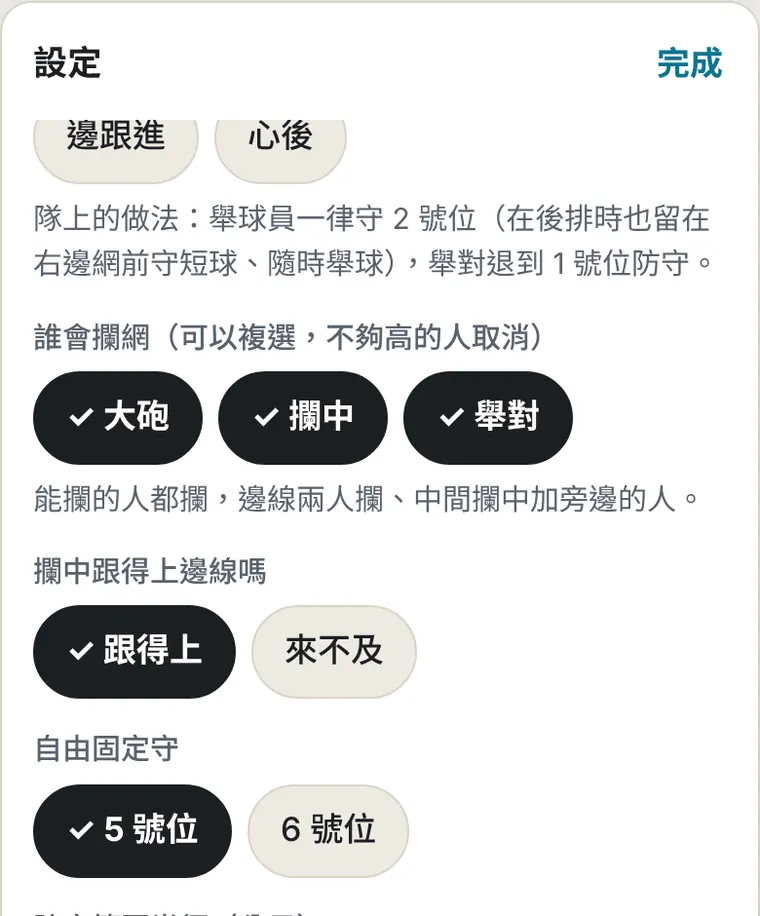 設定
完成
邊跟進
心後
隊上的做法：舉球員一律守 2 號位（在後排時也留在
右邊網前守短球、隨時舉球），舉對退到 1 號位防守。
誰會攔網（可以複選，不夠高的人取消）
✓ 大砲
✓ 攔中
✓ 舉對
能攔的人都攔，邊線兩人攔、中間攔中加旁邊的人。
攔中跟得上邊線嗎
✓ 跟得上
來不及
自由固定守
✓ 5 號位
6 號位